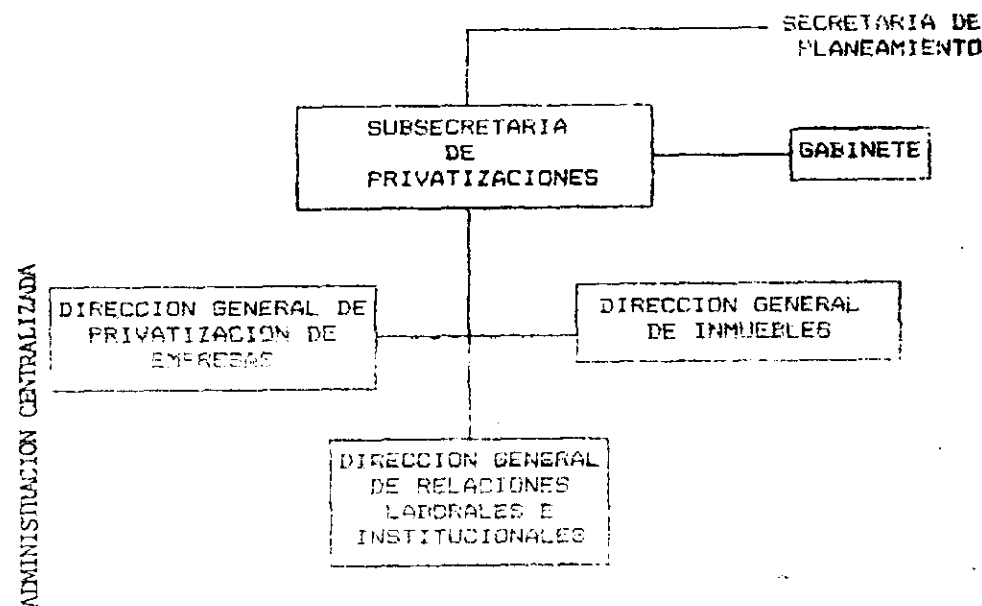 SECRETARIA DE
PLANEAMIENTO
SUBSECRETARIA
DE
PRIVATIZACIONES
GABINETE
ADMINISTRACION CENTRALIZADA
DIRECCION GENERAL DE
PRIVATIZACION DE
EMPRESAS
DIRECCION GENERAL
DE INMUEBLES
DIRECCION GENERAL
DE RELACIONES
LABORALES E
INSTITUCIONALES